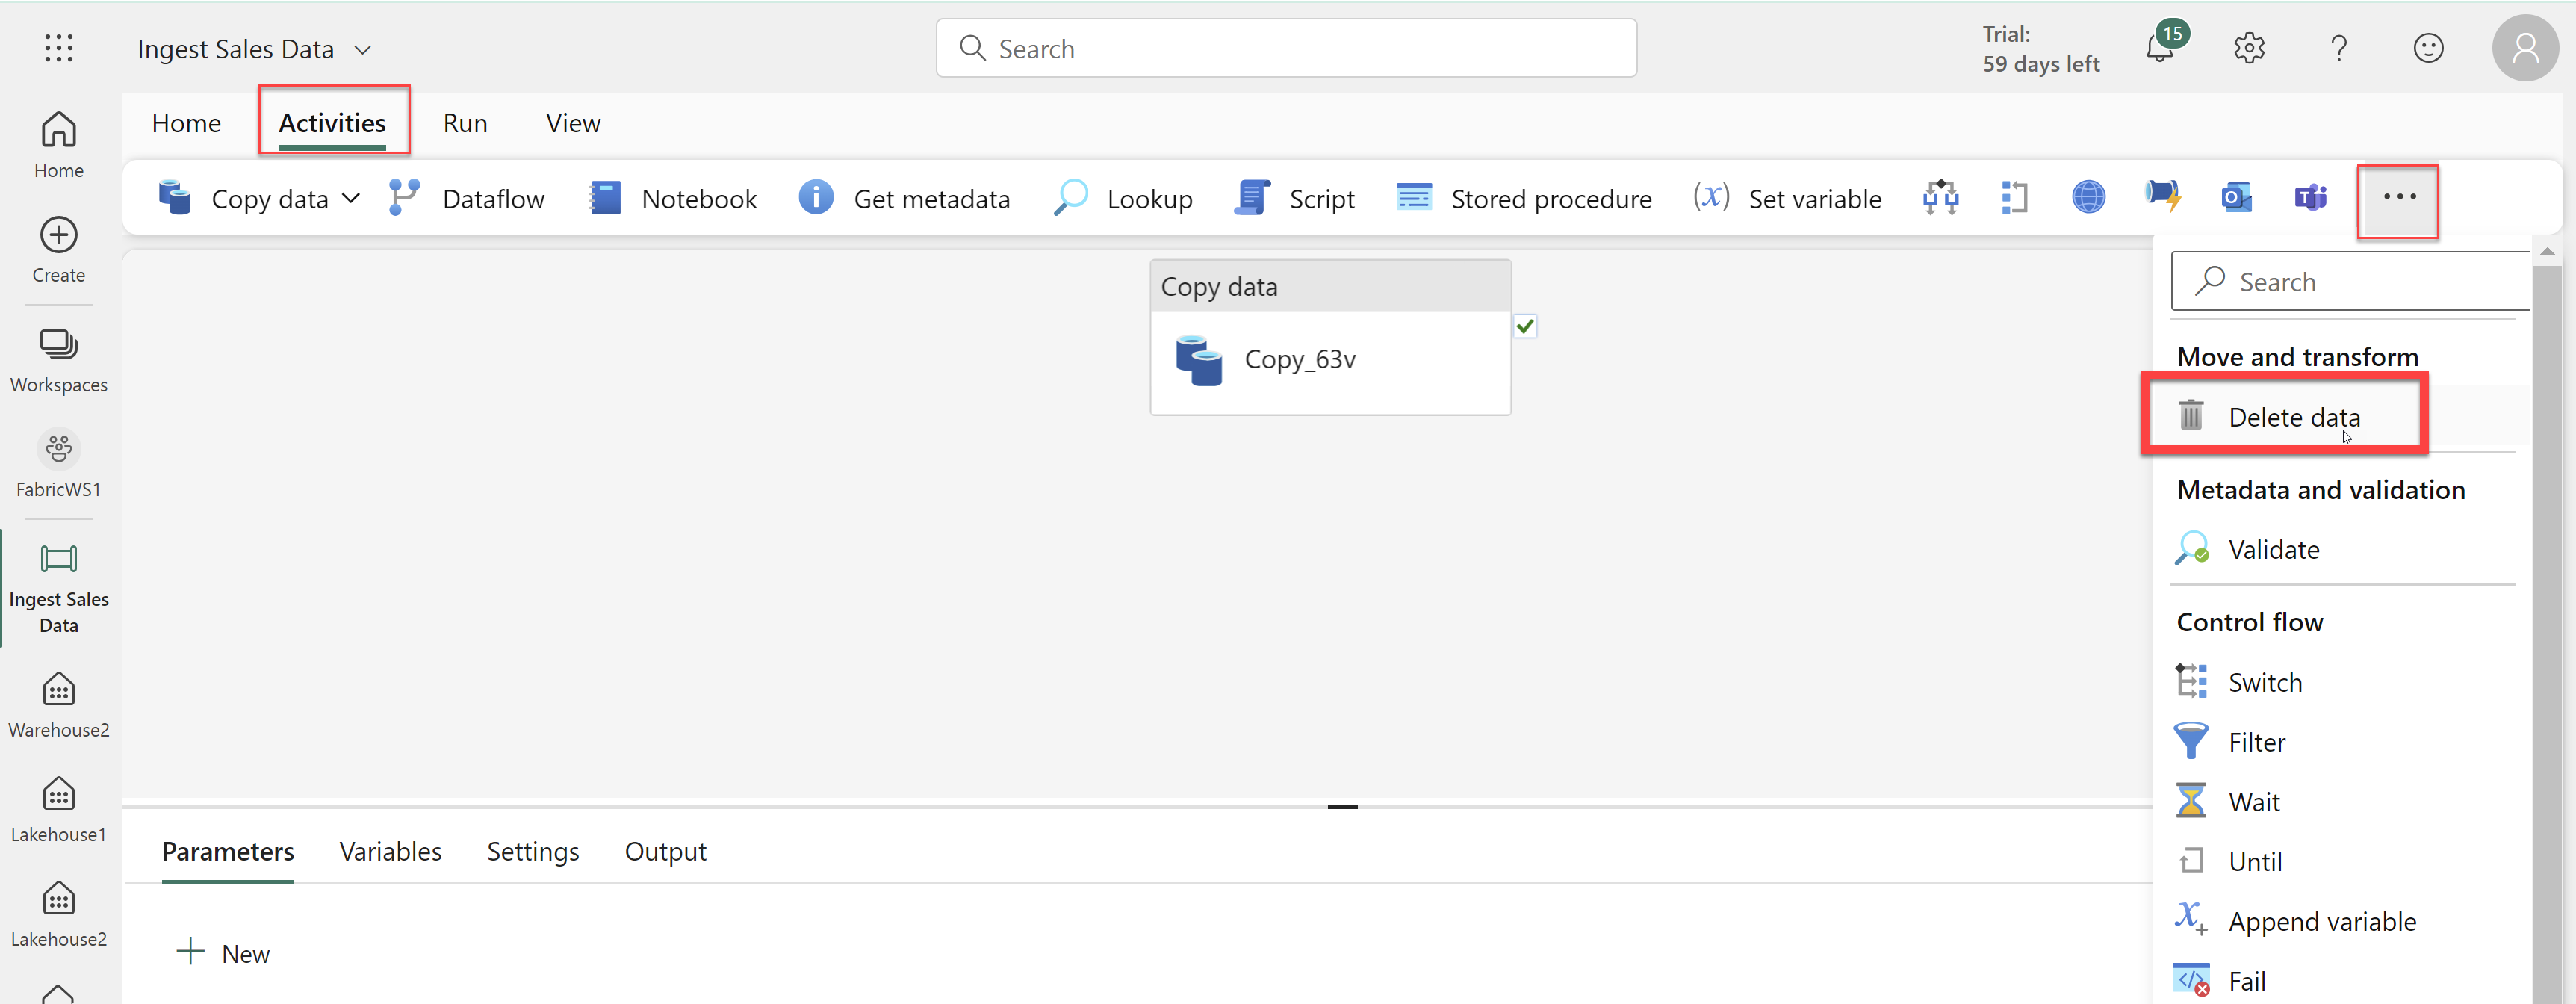 Ingest Sales Data
Search
Trial:
59 days left
15
Home
Activities
Run
View
Copy data
Dataflow
Notebook
Get metadata
Lookup
Script
Stored procedure
(x) Set variable
Home
Create
Workspaces
FabricWS1
Ingest Sales
Data
Warehouse2
Lakehouse1
Lakehouse2
Copy data
Copy_63v
Search
Move and transform
Delete data
Metadata and validation
Validate
Control flow
Switch
Filter
Wait
Until
Append variable
Fail
Parameters
Variables
Settings
Output
New